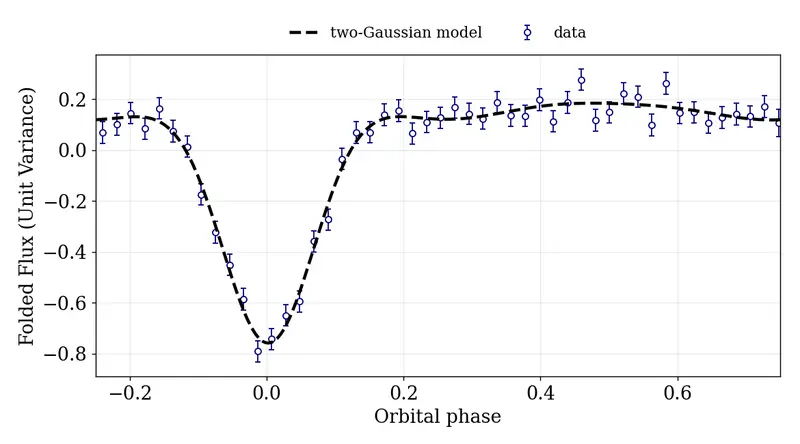 two-Gaussian model data
Folded Flux (Unit Variance)
0.2
0.0
−0.2
−0.4
−0.6
−0.8
−0.2 0.0 0.2 0.4 0.6
Orbital phase